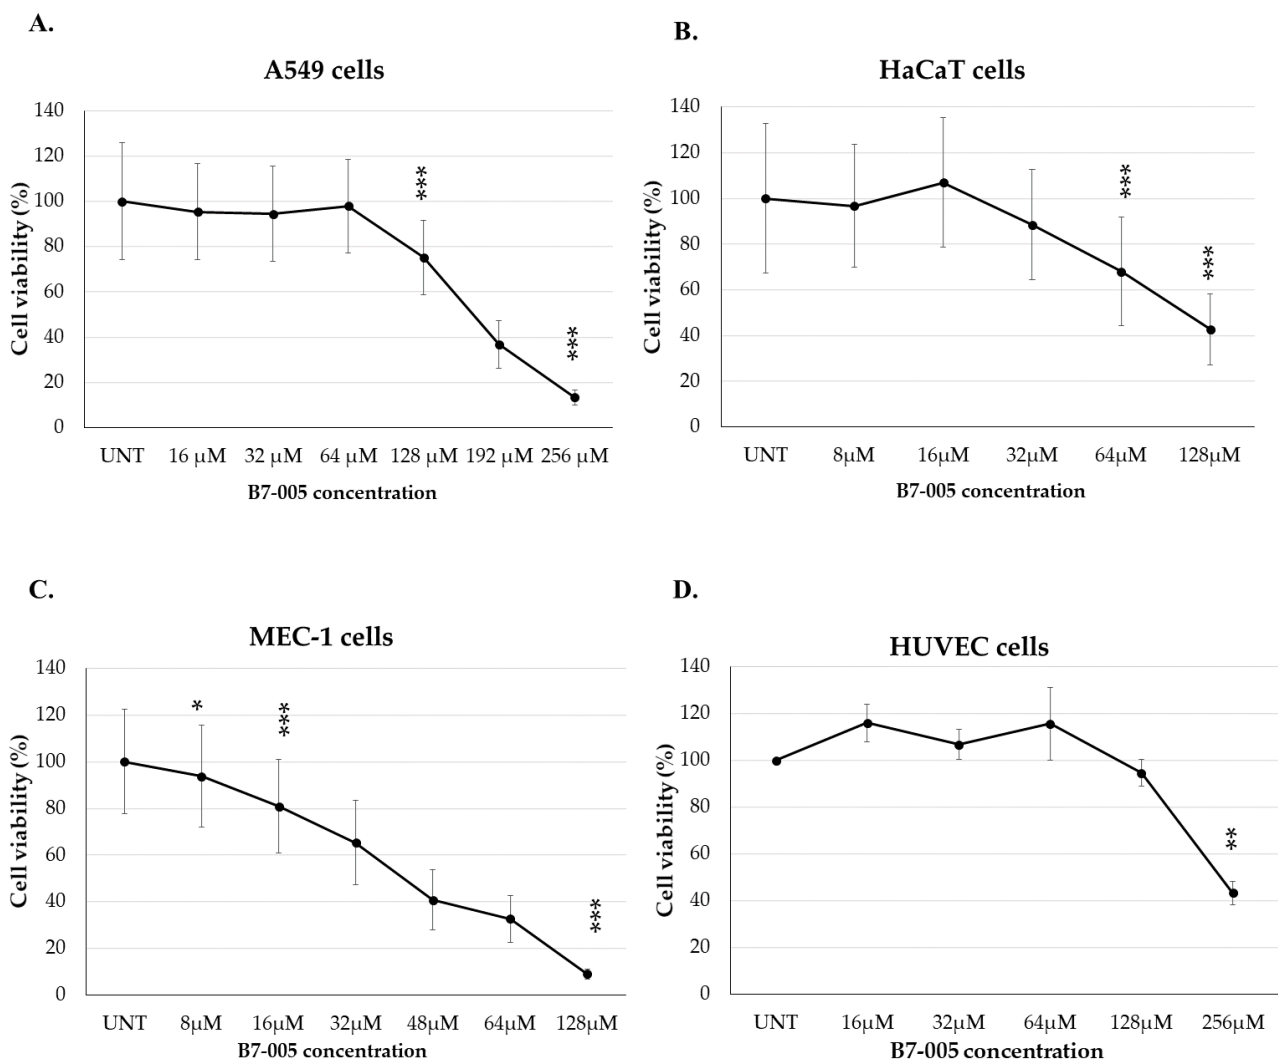 A.
A549 cells
140
120
100
80
60
40
20
0
Cell viability (%)
***
***
UNT 16 μM 32 μM 64 μM 128 μM 192 μM 256 μM
B7-005 concentration
B.
HaCaT cells
140
120
100
80
60
40
20
0
Cell viability (%)
***
***
UNT 8μM 16μM 32μM 64μM 128μM
B7-005 concentration
C.
MEC-1 cells
140
120
100
80
60
40
20
0
Cell viability (%)
*
***
***
UNT 8μM 16μM 32μM 48μM 64μM 128μM
B7-005 concentration
D.
HUVEC cells
140
120
100
80
60
40
20
0
Cell viability (%)
**
UNT 16μM 32μM 64μM 128μM 256μM
B7-005 concentration